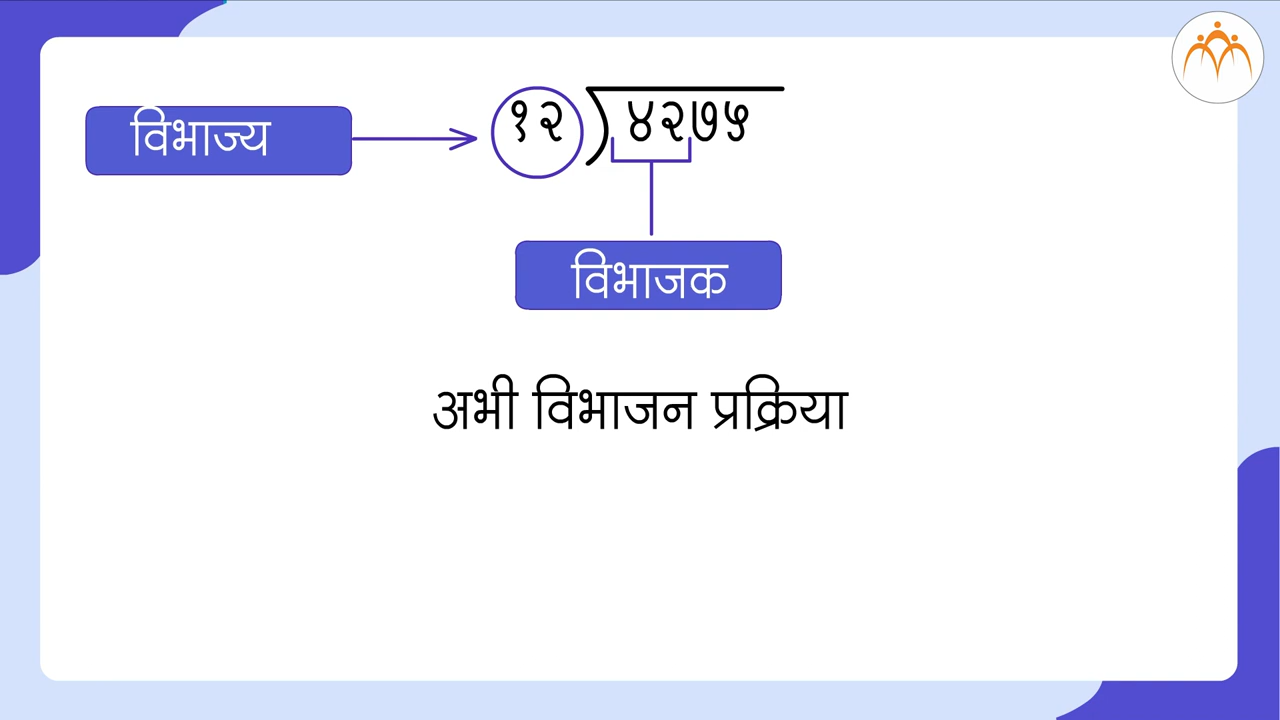 विभाज्य
१२ ) ४२७५
विभाजक
अभी विभाजन प्रक्रिया